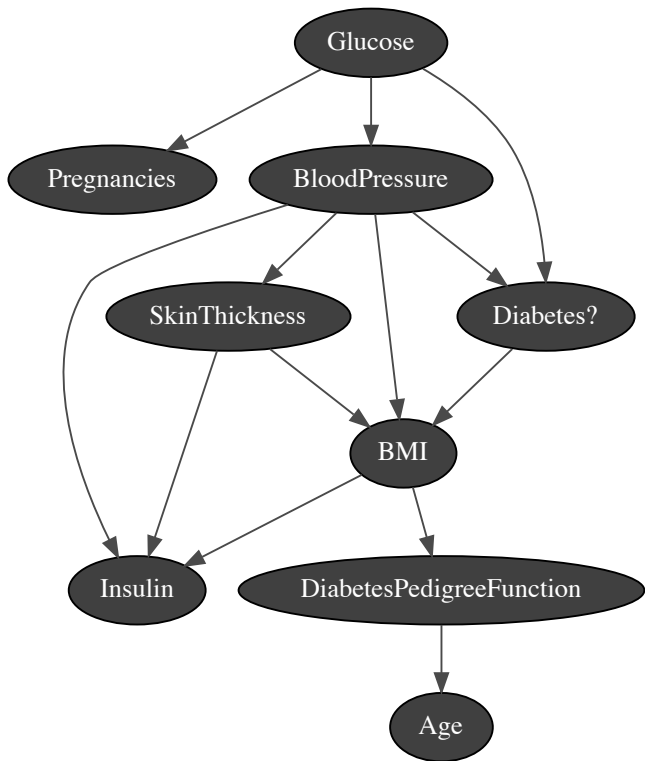 Glucose
Pregnancies
BloodPressure
SkinThickness
Diabetes?
BMI
Insulin
DiabetesPedigreeFunction
Age